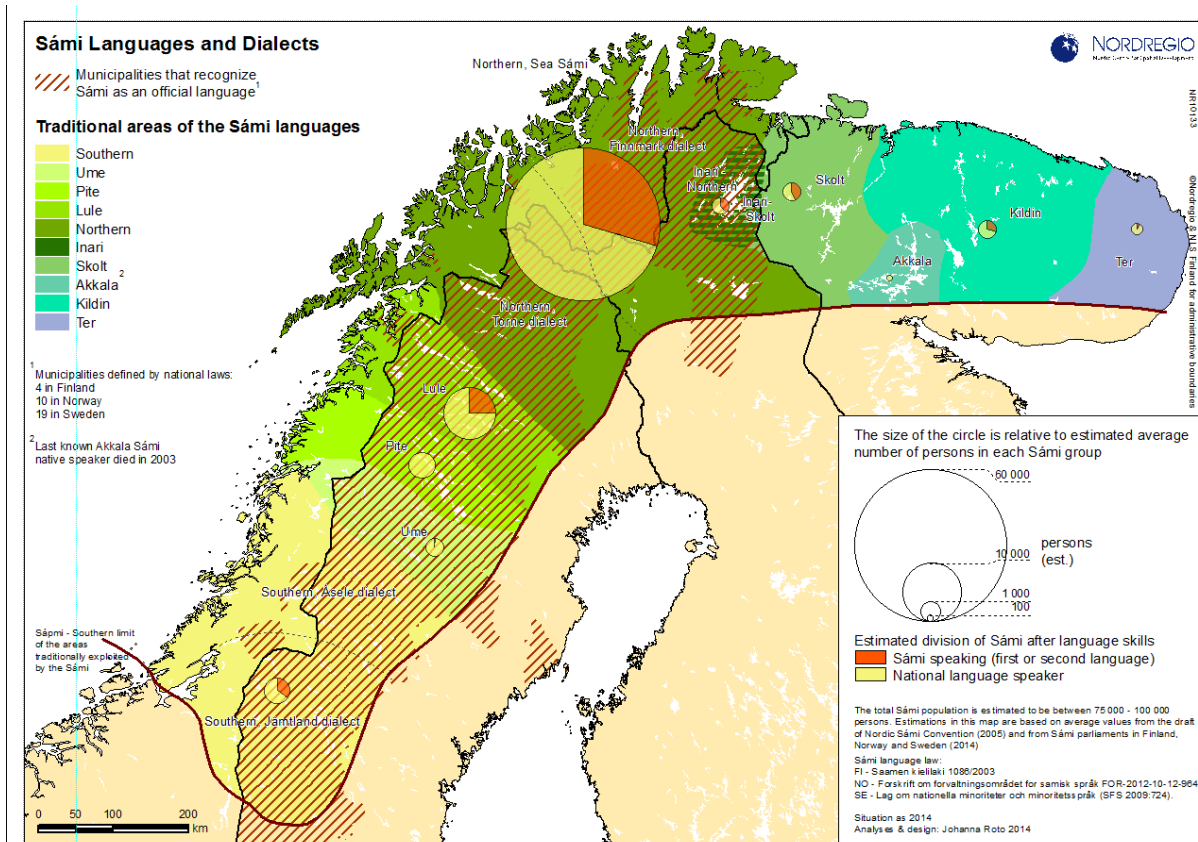 Sámi Languages and Dialects
Municipalities that recognize
Sámi as an official language1
Traditional areas of the Sámi languages
Southern
Ume
Pite
Lule
Northern
Inari
Skolt
2
Akkala
Kildin
Ter
1
Municipalities defined by national laws:
4 in Finland
10 in Norway
19 in Sweden
2
Last known Akkala Sámi
native speaker died in 2003
Sápmi - Southern limit
of the areas
traditionally exploited
by the Sámi
0 50 100 200
km
Northern, Sea Sámi
Northern,
Finnmark dialect
Inari -
Northern
Inari-
Skolt
Skolt
Kildin
Akkala
Ter
Northern,
Torne dialect
Lule
Pite
Ume
Southern, Åsele dialect
Southern, Jämtland dialect
NORDREGIO
Nordic Centre for Spatial Development
NR10133
©Nordregio & NLS Finland for administrative boundaries
The size of the circle is relative to estimated average
number of persons in each Sámi group
60 000
10 000
1 000
100
persons
(est.)
Estimated division of Sámi after language skills
Sámi speaking (first or second language)
National language speaker
The total Sámi population is estimated to be between 75 000 - 100 000
persons. Estimations in this map are based on average values from the draft
of Nordic Sámi Convention (2005) and from Sámi parliaments in Finland,
Norway and Sweden (2014)
Sámi language law:
FI - Saamen kielilaki 1086/2003
NO - Forskrift om forvaltningsområdet for samisk språk FOR-2012-10-12-964
SE - Lag om nationella minoriteter och minoritetsspråk (SFS 2009:724).
Situation as 2014
Analyses & design: Johanna Roto 2014